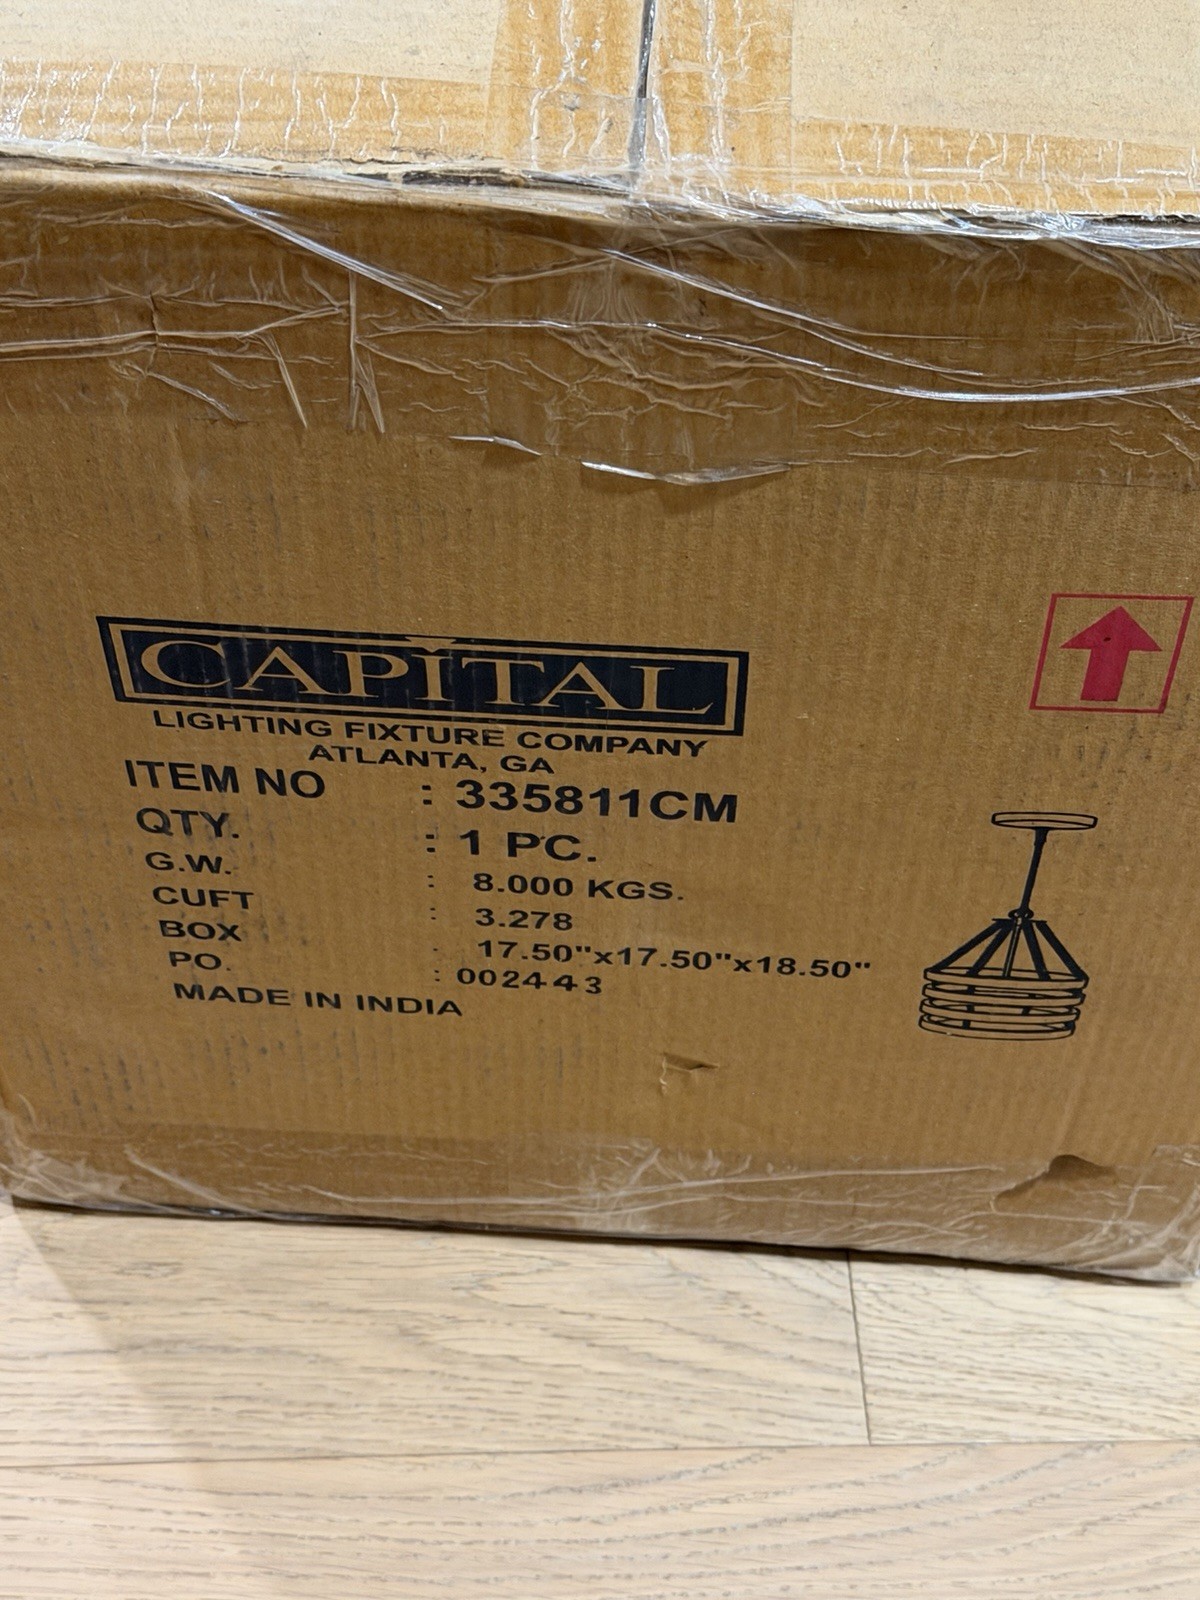 CAPITAL
LIGHTING FIXTURE COMPANY
ATLANTA, GA
ITEM NO : 335811CM
QTY. : 1 PC.
G.W. : 8.000 KGS.
CUFT : 3.278
BOX : 17.50"x17.50"x18.50"
PO. : 002443
MADE IN INDIA